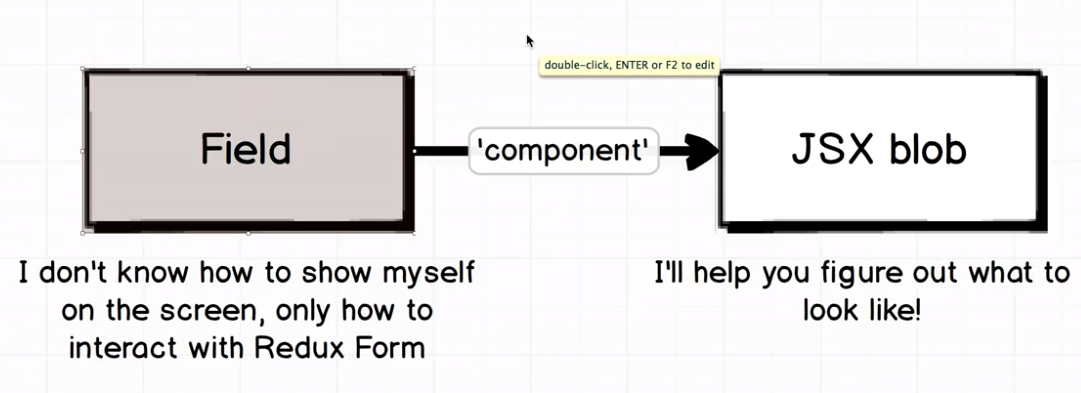 double-click, ENTER or F2 to edit
Field
'component'
JSX blob
I don't know how to show myself
on the screen, only how to
interact with Redux Form
I'll help you figure out what to
look like!